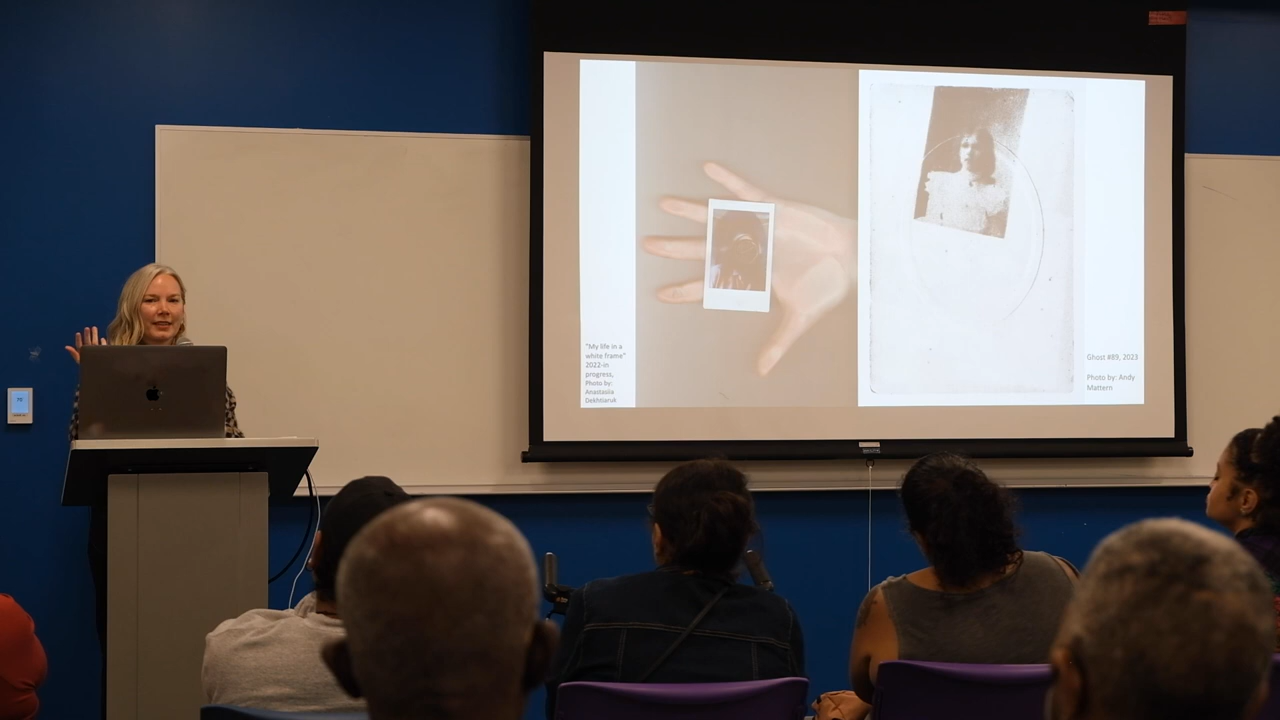 "My life in a
white frame"
2022-in
progress,
Photo by:
Anastasiia
Dekhtiaruk
Ghost #89, 2023
Photo by: Andy
Mattern